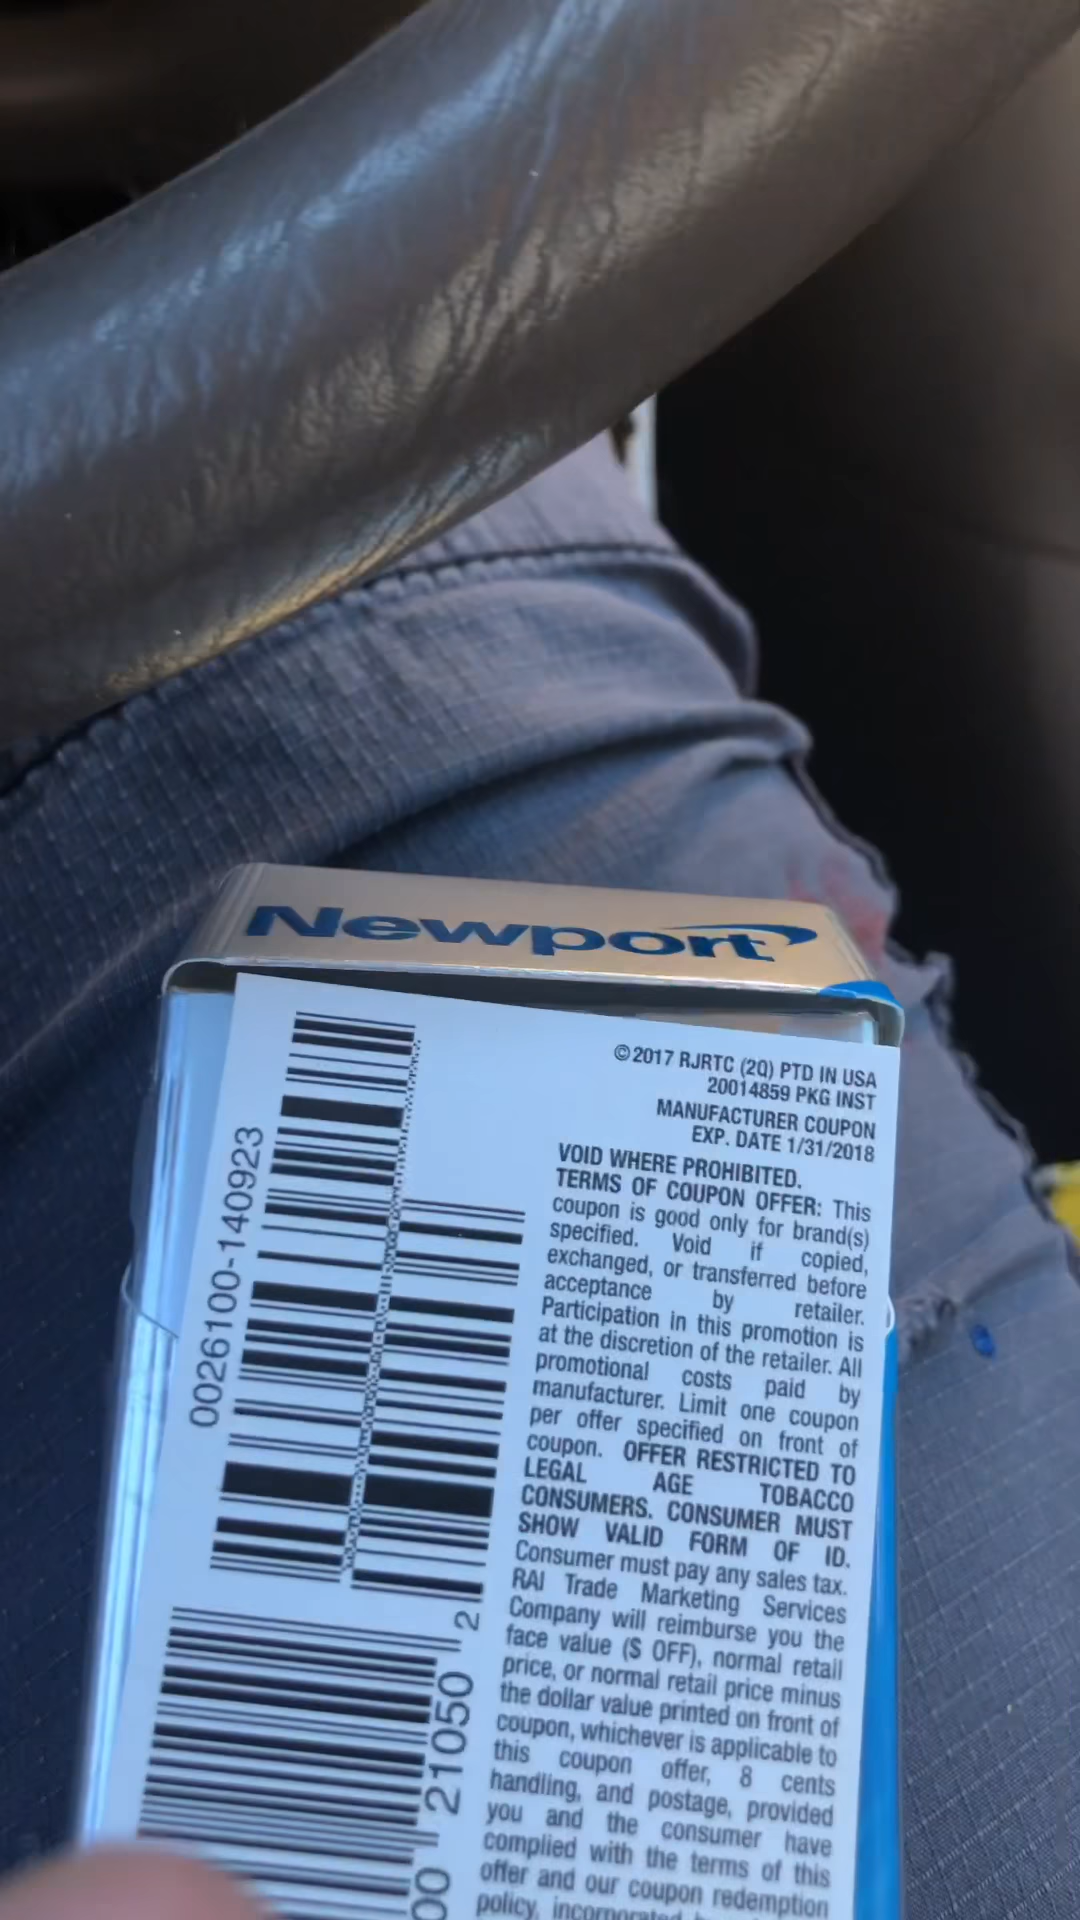 Newport
©2017 RJRTC (2Q) PTD IN USA
20014859 PKG INST
MANUFACTURER COUPON
EXP. DATE 1/31/2018
VOID WHERE PROHIBITED.
TERMS OF COUPON OFFER: This
coupon is good only for brand(s)
specified. Void if copied,
exchanged, or transferred before
acceptance by retailer.
Participation in this promotion is
at the discretion of the retailer. All
promotional costs paid by
manufacturer. Limit one coupon
per offer specified on front of
coupon. OFFER RESTRICTED TO
LEGAL AGE TOBACCO
CONSUMERS. CONSUMER MUST
SHOW VALID FORM OF ID.
Consumer must pay any sales tax.
RAI Trade Marketing Services
Company will reimburse you the
face value ($ OFF), normal retail
price, or normal retail price minus
the dollar value printed on front of
coupon, whichever is applicable to
this coupon offer, 8 cents
handling, and postage, provided
you and the consumer have
complied with the terms of this
offer and our coupon redemption
policy, incorporated
0026100-140923
00 21050 2